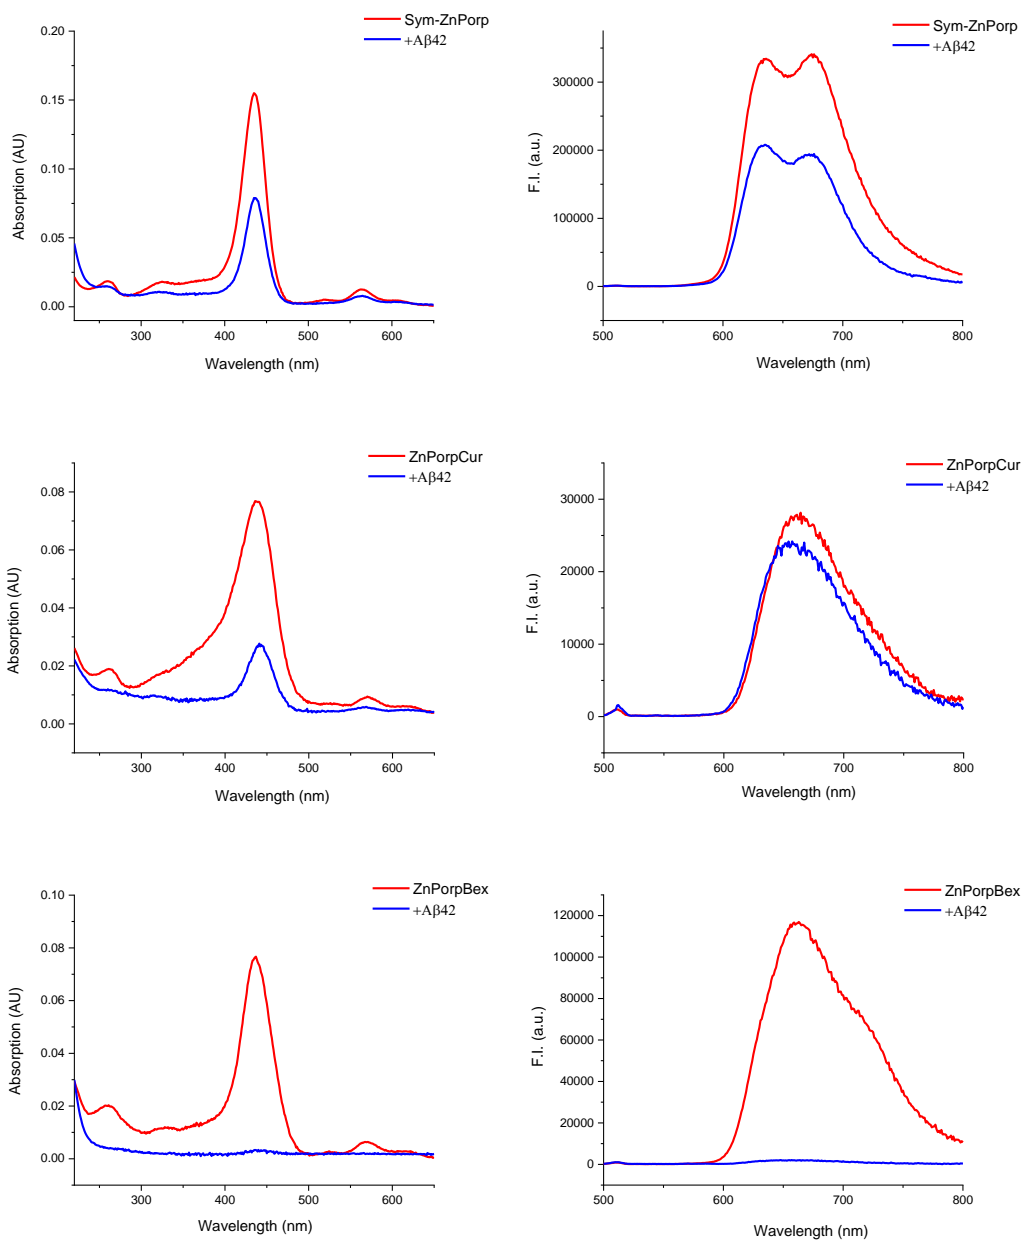 Sym-ZnPorp
+Aβ42
0.20
0.15
0.10
0.05
0.00
Absorption (AU)
300 400 500 600
Wavelength (nm)
Sym-ZnPorp
+Aβ42
300000
200000
100000
0
F.I. (a.u.)
500 600 700 800
Wavelength (nm)
ZnPorpCur
+Aβ42
0.08
0.06
0.04
0.02
0.00
Absorption (AU)
300 400 500 600
Wavelength (nm)
ZnPorpCur
+Aβ42
30000
20000
10000
0
F.I. (a.u.)
500 600 700 800
Wavelength (nm)
ZnPorpBex
+Aβ42
0.10
0.08
0.06
0.04
0.02
0.00
Absorption (AU)
300 400 500 600
Wavelength (nm)
ZnPorpBex
+Aβ42
120000
100000
80000
60000
40000
20000
0
F.I. (a.u.)
500 600 700 800
Wavelength (nm)